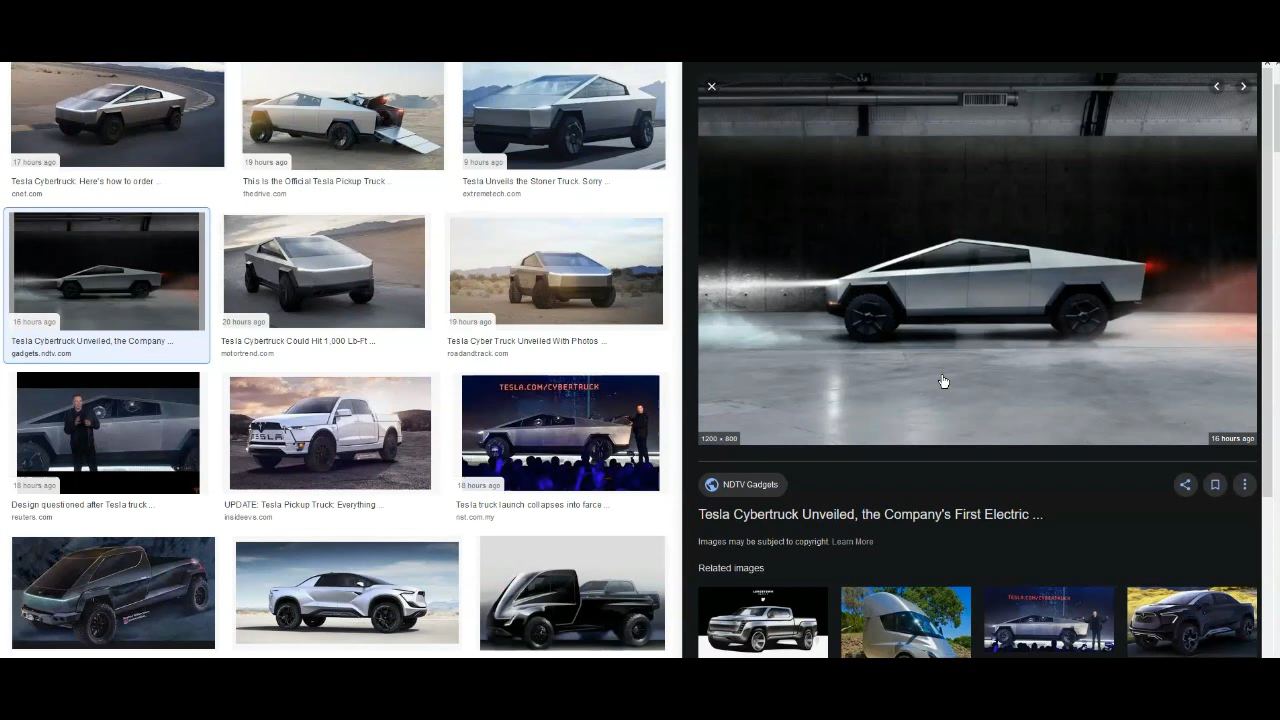 17 hours ago
19 hours ago
9 hours ago
Tesla Cybertruck: Here's how to order ...
cnet.com
This Is the Official Tesla Pickup Truck...
thedrive.com
Tesla Unveils the Stoner Truck. Sorry ...
extremetech.com
16 hours ago
20 hours ago
19 hours ago
Tesla Cybertruck Unveiled, the Company ...
gadgets.ndtv.com
Tesla Cybertruck Could Hit 1,000 Lb-Ft ...
motortrend.com
Tesla Cyber Truck Unveiled With Photos ...
roadandtrack.com
TESLA
TESLA.COM/CYBERTRUCK
18 hours ago
18 hours ago
Design questioned after Tesla truck ...
reuters.com
UPDATE: Tesla Pickup Truck: Everything ...
insideevs.com
Tesla truck launch collapses into farce ...
nst.com.my
1200 × 800
16 hours ago
NDTV Gadgets
Tesla Cybertruck Unveiled, the Company's First Electric ...
Images may be subject to copyright. Learn More
Related images
TESLA.COM/CYBERTRUCK